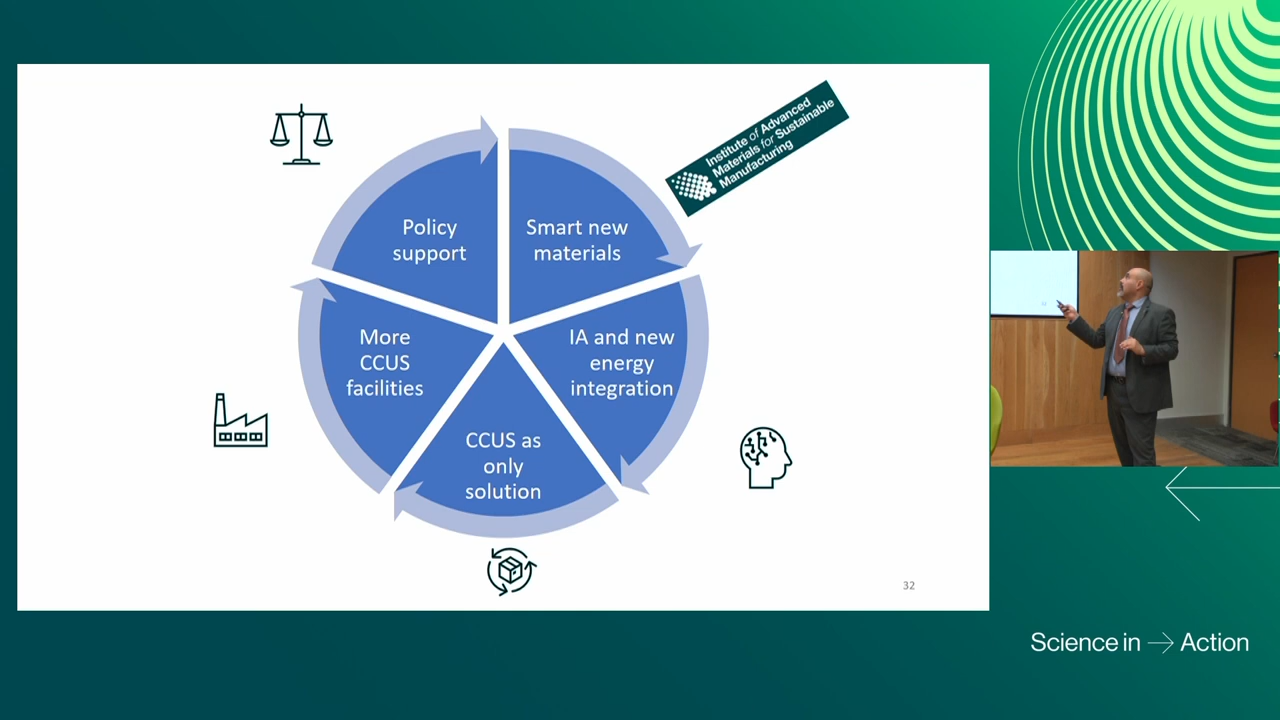 Policy
support
Smart new
materials
Institute of Advanced
Materials for Sustainable
Manufacturing
More
CCUS
facilities
IA and new
energy
integration
CCUS as
only
solution
32
Science in → Action